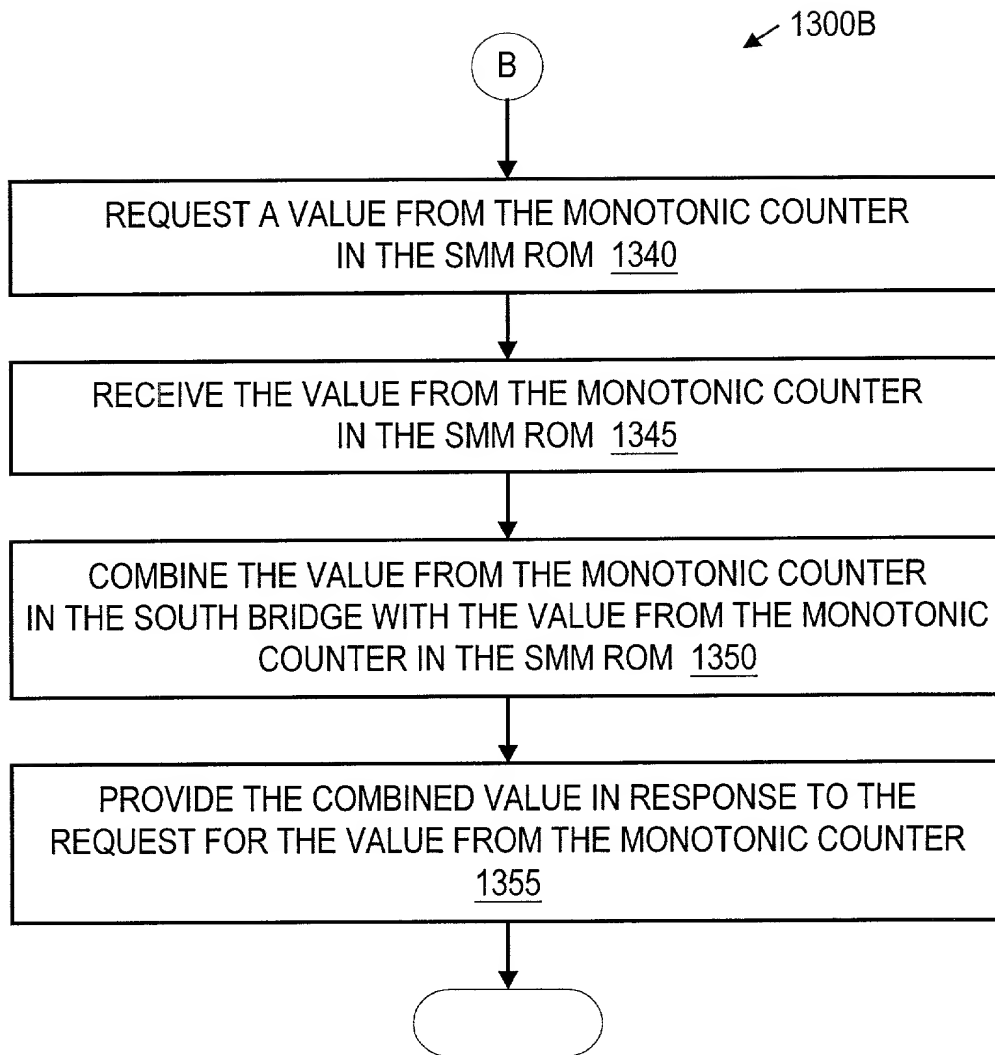 1300B
B
REQUEST A VALUE FROM THE MONOTONIC COUNTER
IN THE SMM ROM 1340
RECEIVE THE VALUE FROM THE MONOTONIC COUNTER
IN THE SMM ROM 1345
COMBINE THE VALUE FROM THE MONOTONIC COUNTER
IN THE SOUTH BRIDGE WITH THE VALUE FROM THE MONOTONIC
COUNTER IN THE SMM ROM 1350
PROVIDE THE COMBINED VALUE IN RESPONSE TO THE
REQUEST FOR THE VALUE FROM THE MONOTONIC COUNTER
1355